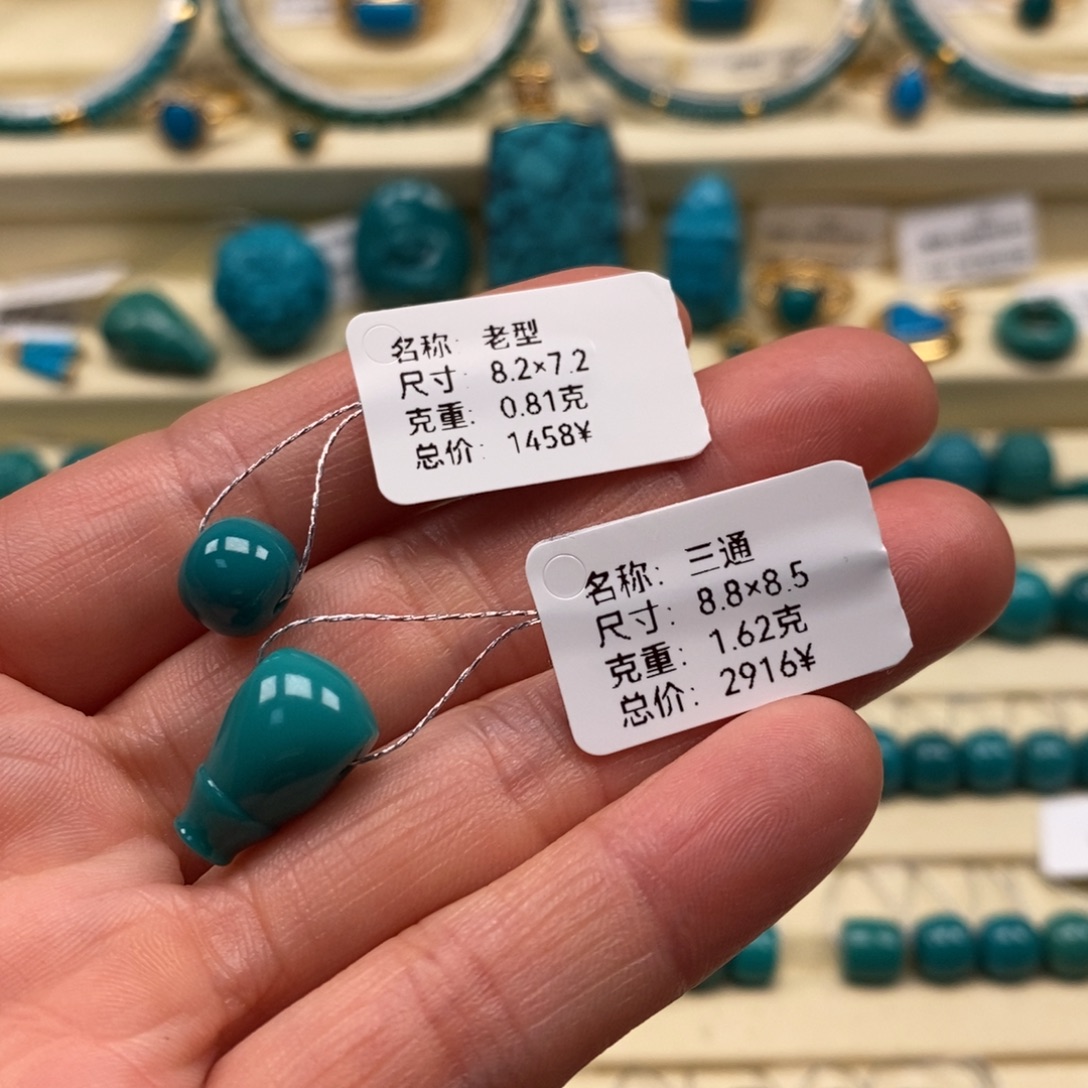 名称: 老型
尺寸: 8.2×7.2
克重: 0.81克
总价: 1458¥
名称: 三通
尺寸: 8.8×8.5
克重: 1.62克
总价: 2916¥